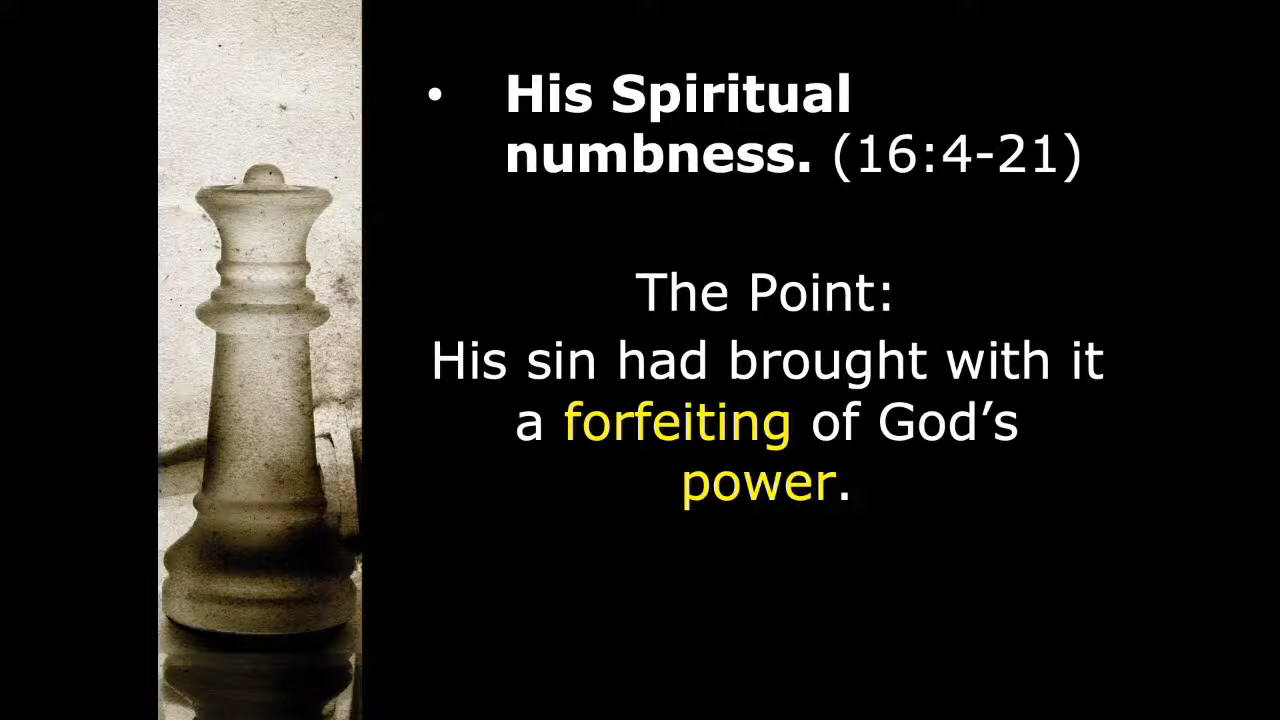 • His Spiritual
numbness. (16:4-21)
The Point:
His sin had brought with it
a forfeiting of God’s
power.